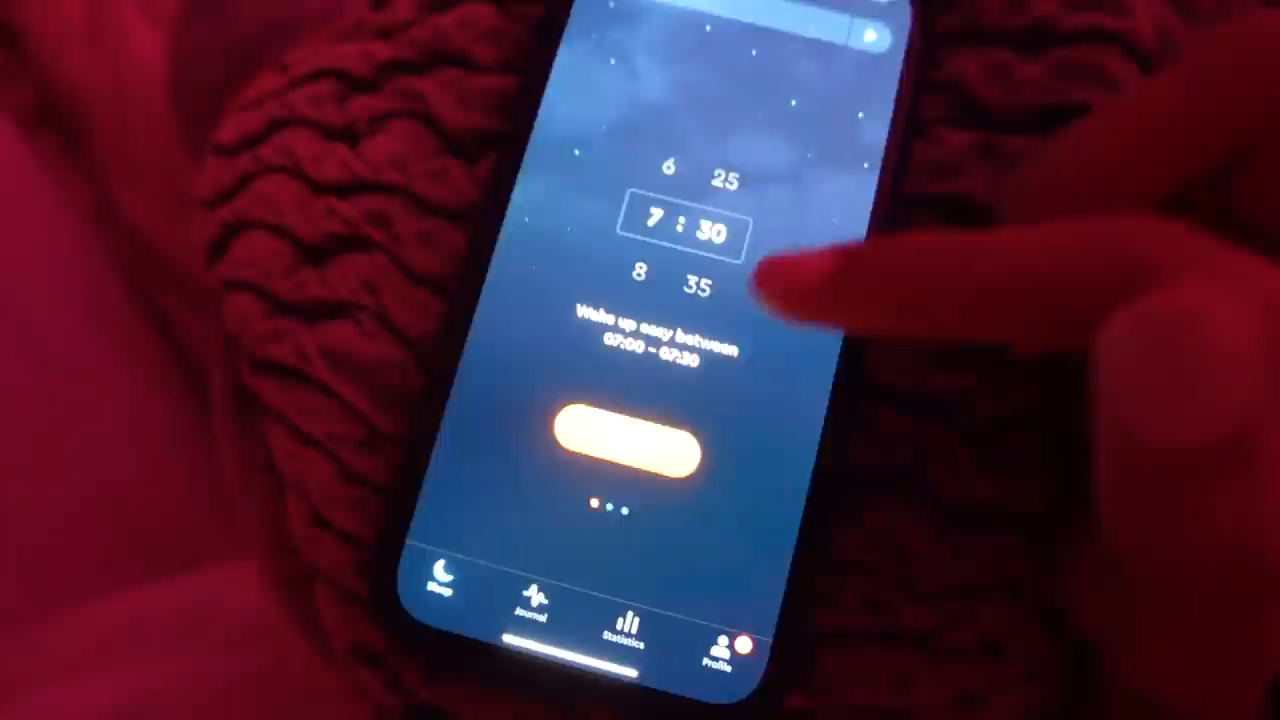 6 25
7 : 30
8 35
Wake up easy between
07:00 - 07:30
Sleep
Journal
Statistics
Profile